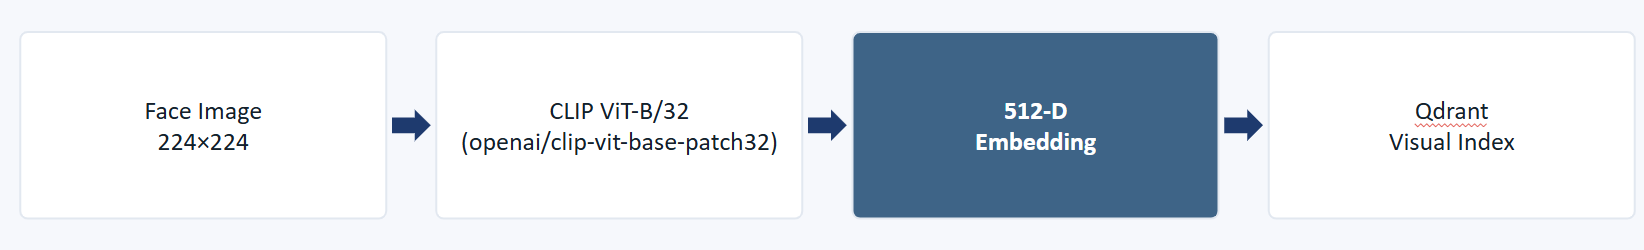 Face Image
224×224
CLIP ViT-B/32
(openai/clip-vit-base-patch32)
512-D
Embedding
Qdrant
Visual Index